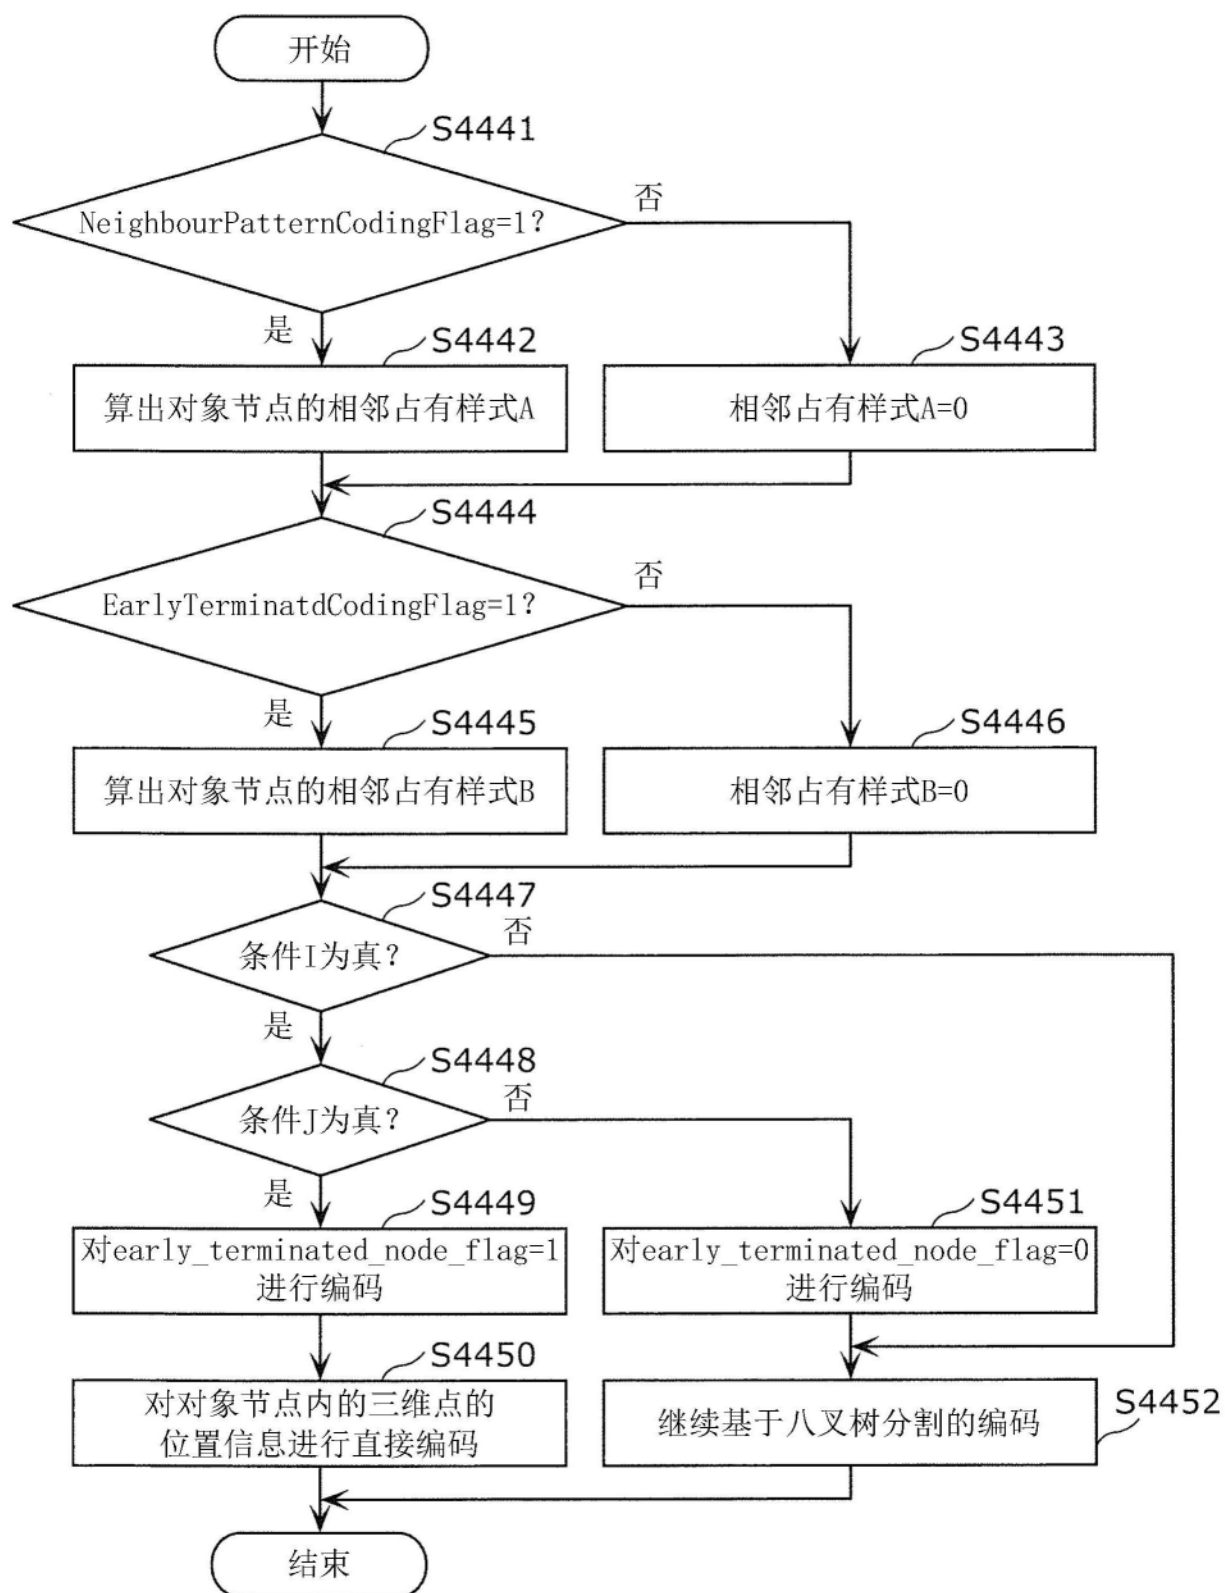 开始
S4441
NeighbourPatternCodingFlag=1?
否
是
S4442
S4443
算出对象节点的相邻占有样式A
相邻占有样式A=0
S4444
EarlyTerminatdCodingFlag=1?
否
是
S4445
S4446
算出对象节点的相邻占有样式B
相邻占有样式B=0
S4447
条件I为真?
否
是
S4448
条件J为真?
否
是
S4449
S4451
对early_terminated_node_flag=1
进行编码
对early_terminated_node_flag=0
进行编码
S4450
对对象节点内的三维点的
位置信息进行直接编码
S4452
继续基于八叉树分割的编码
结束